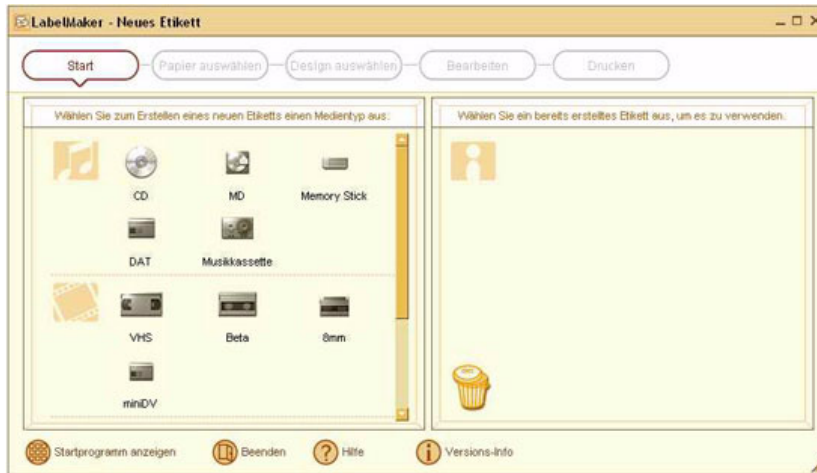 LabelMaker - Neues Etikett
Start
Papier auswählen
Design auswählen
Bearbeiten
Drucken
Wählen Sie zum Erstellen eines neuen Etiketts einen Medientyp aus:
CD
MD
Memory Stick
DAT
Musikkassette
VHS
Beta
8mm
miniDV
Wählen Sie ein bereits erstelltes Etikett aus, um es zu verwenden.
Startprogramm anzeigen
Beenden
Hilfe
Versions-Info